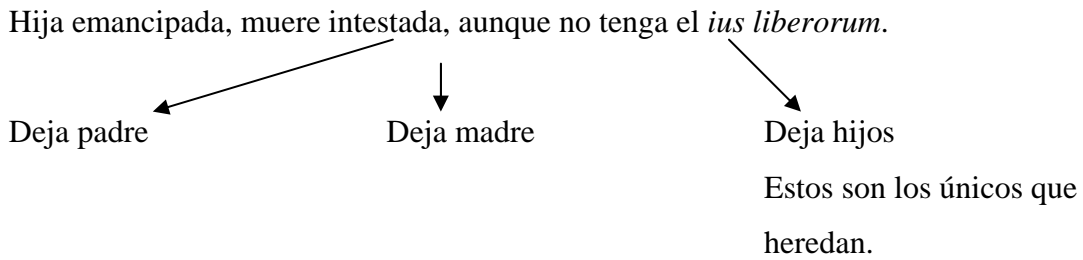 Hija emancipada, muere intestada, aunque no tenga el ius liberorum.
Deja padre
Deja madre
Deja hijos
Estos son los únicos que
heredan.